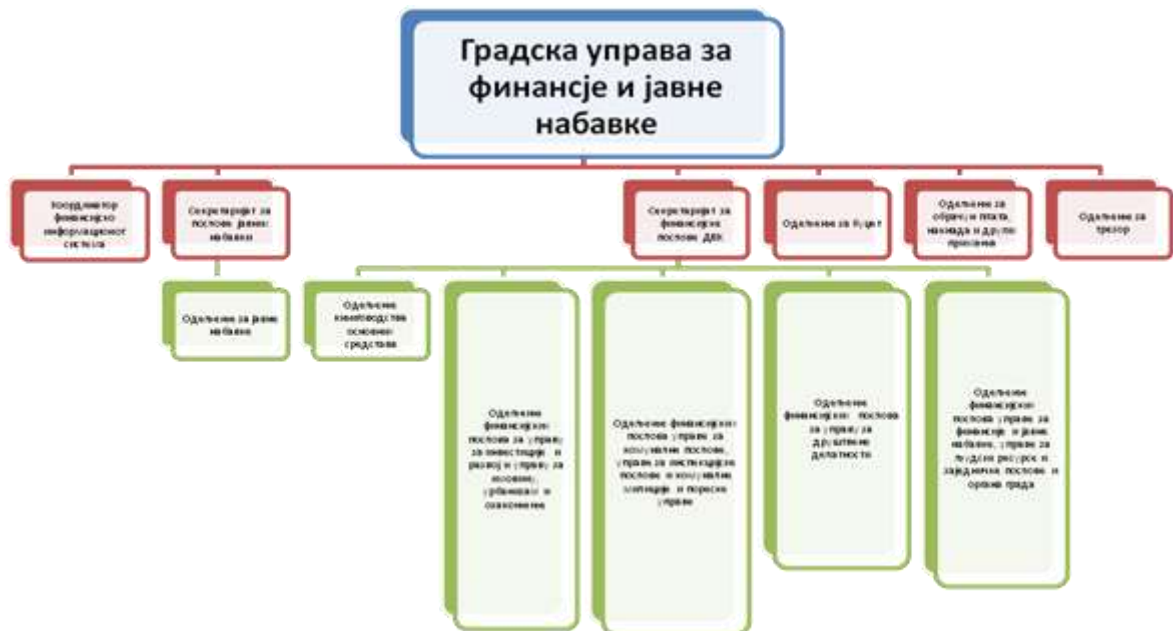 Градска управа за
финансје и јавне
набавке
Координатор
финансијско
информационог
система
Секретаријат за
послове јавних
набавки
Секретаријат за
финансијске
послове ДБК
Одељење за буџет
Одељење за
обрачун плата,
накнада и других
примања
Одељење за
трезор
Одељење за јавне
набавке
Одељење
књиговодства
основних
средстава
Одељење
финансијских
послова за управу
за инвестиције и
развој и управу за
имовину,
урбанизам и
озакоњење
Одељење финансијских
послова управе за
комуналне послове,
управе за инспекцијске
послове и комуналне
милиције и пореске
управе
Одељење
финансијских послова
за управу за
друштвене
делатности
Одељење
финансијских
послова управе за
финансије и јавне
набавке, управе за
људске ресурсе и
заједничке послове и
органе града